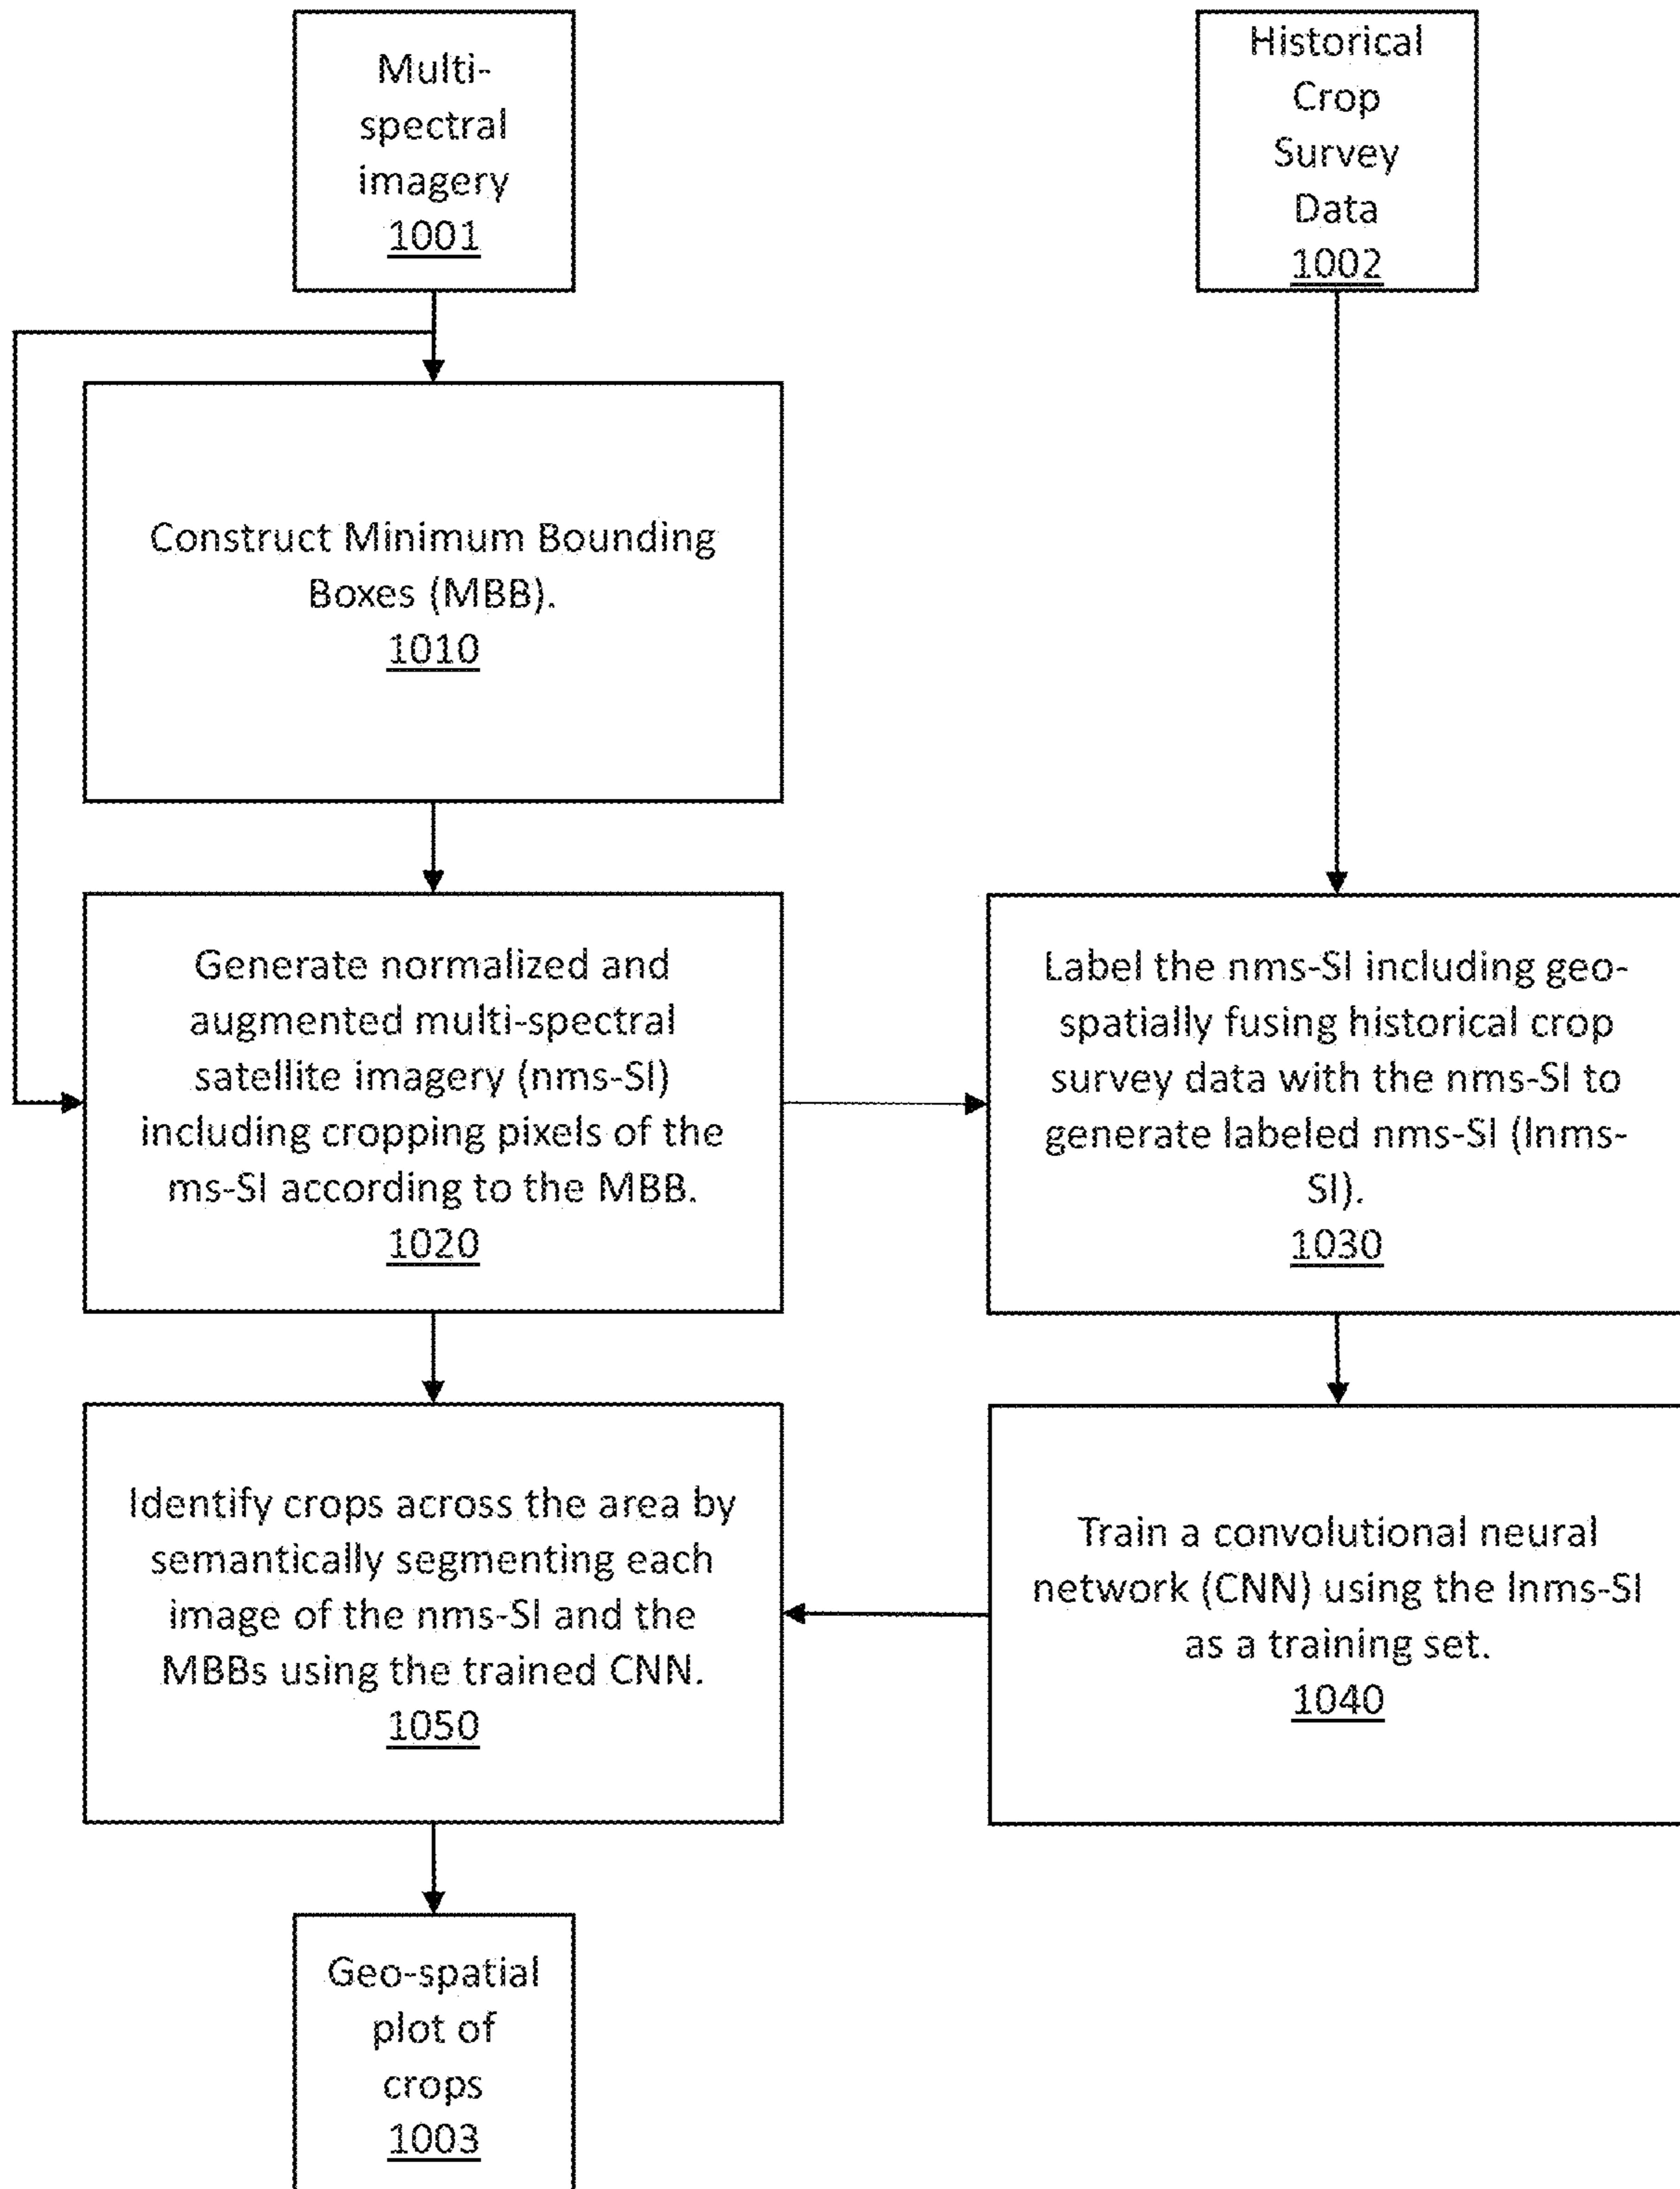 Multi-
spectral
imagery
1001
Historical
Crop
Survey
Data
1002
Construct Minimum Bounding
Boxes (MBB).
1010
Generate normalized and
augmented multi-spectral
satellite imagery (nms-SI)
including cropping pixels of the
ms-SI according to the MBB.
1020
Label the nms-SI including geo-
spatially fusing historical crop
survey data with the nms-SI to
generate labeled nms-SI (lnms-
SI).
1030
Identify crops across the area by
semantically segmenting each
image of the nms-SI and the
MBBs using the trained CNN.
1050
Train a convolutional neural
network (CNN) using the lnms-SI
as a training set.
1040
Geo-spatial
plot of
crops
1003